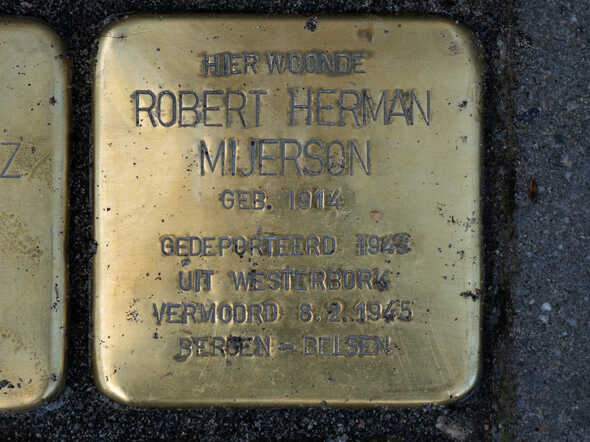 HIER WOONDE
ROBERT HERMAN
MIJERSON
GEB. 1914
GEDEPORTEERD 1943
UIT WESTERBORK
VERMOORD 8.2.1945
BERGEN - BELSEN
Z